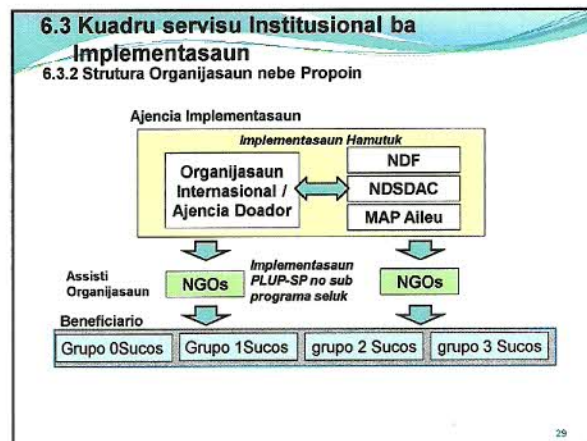 6.3 Kuadru servisu Institusional ba
Implementasaun
6.3.2 Strutura Organijasaun nebe Propoin
Ajencia Implementasaun
Implementasaun Hamutuk
Organijasaun
Internasional /
Ajencia Doador
NDF
NDSDAC
MAP Aileu
Assisti
Organijasaun
NGOs
Implementasaun
PLUP-SP no sub
programa seluk
NGOs
Beneficiario
Grupo 0Sucos
Grupo 1Sucos
grupo 2 Sucos
grupo 3 Sucos
29